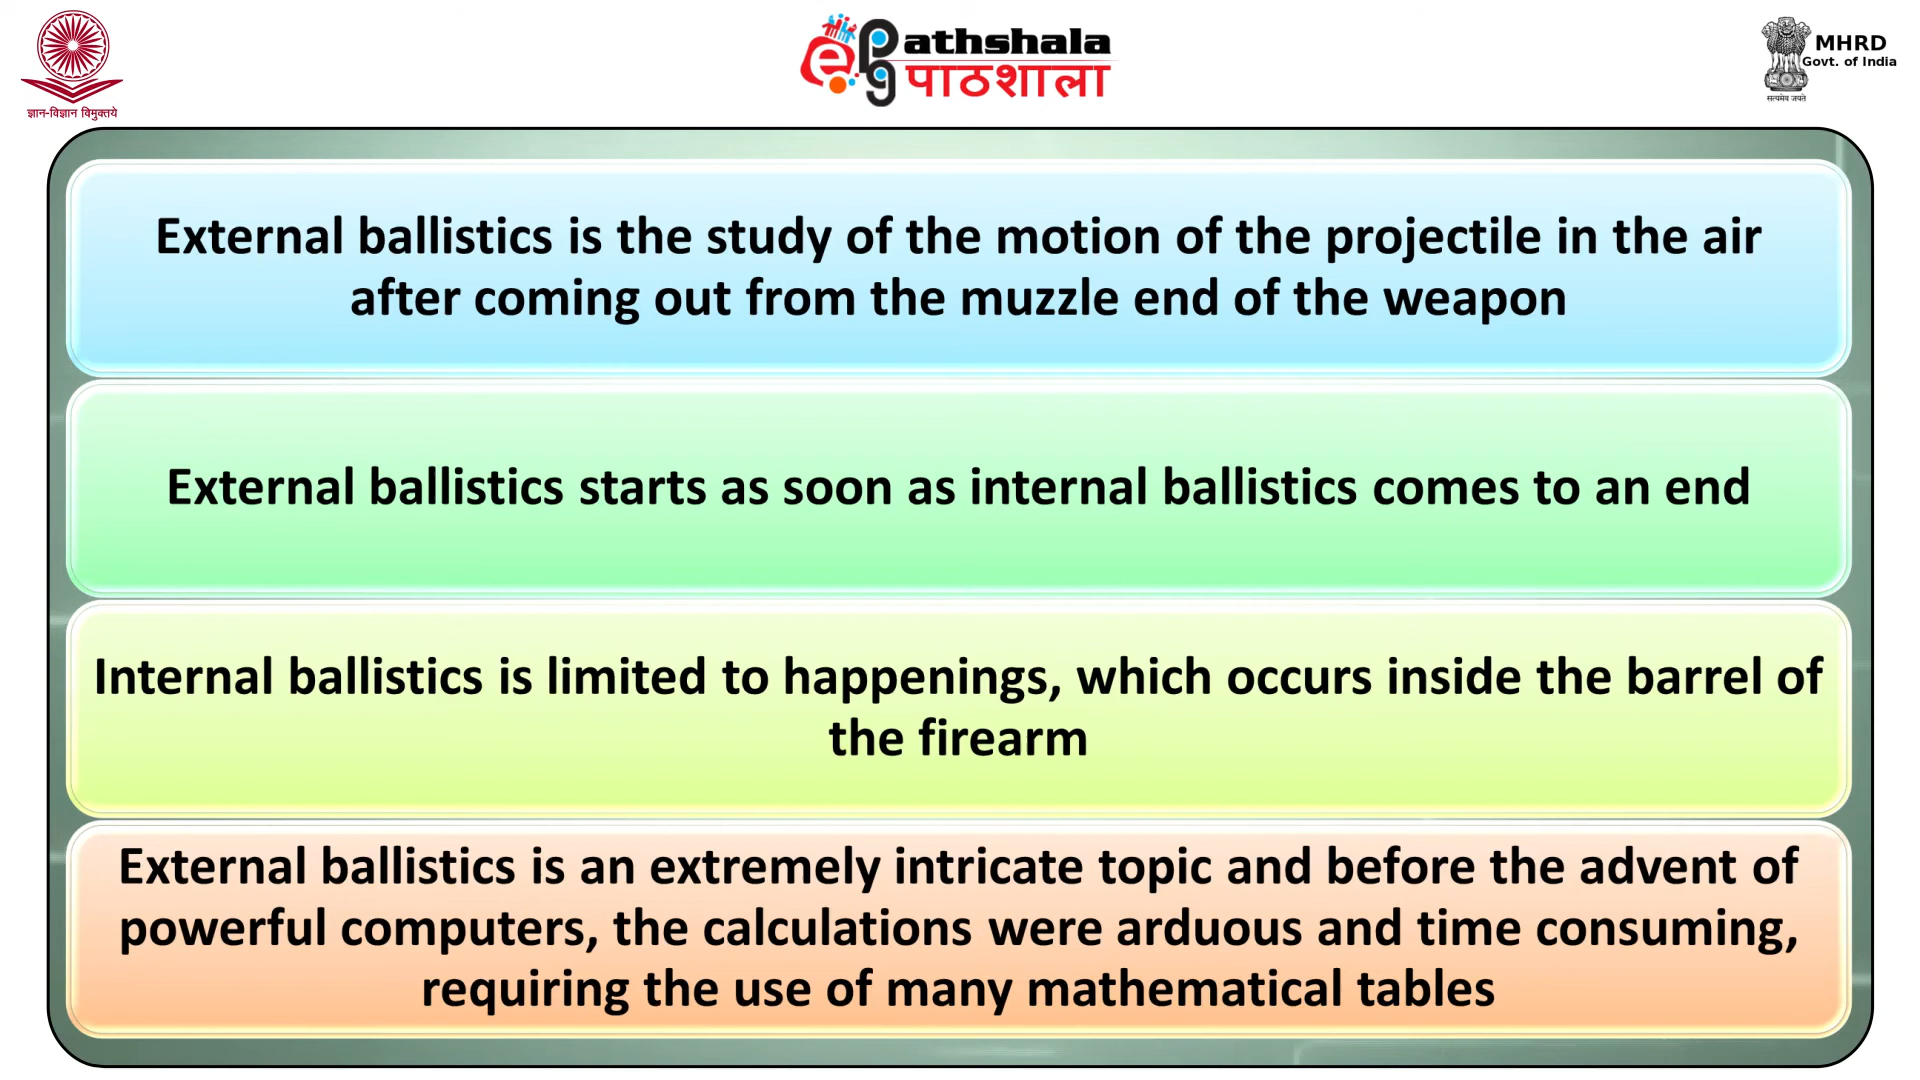 ज्ञान-विज्ञान विमुक्तये
ePg athshala
पाठशाला
MHRD
Govt. of India
सत्यमेव जयते
External ballistics is the study of the motion of the projectile in the air
after coming out from the muzzle end of the weapon
External ballistics starts as soon as internal ballistics comes to an end
Internal ballistics is limited to happenings, which occurs inside the barrel of
the firearm
External ballistics is an extremely intricate topic and before the advent of
powerful computers, the calculations were arduous and time consuming,
requiring the use of many mathematical tables